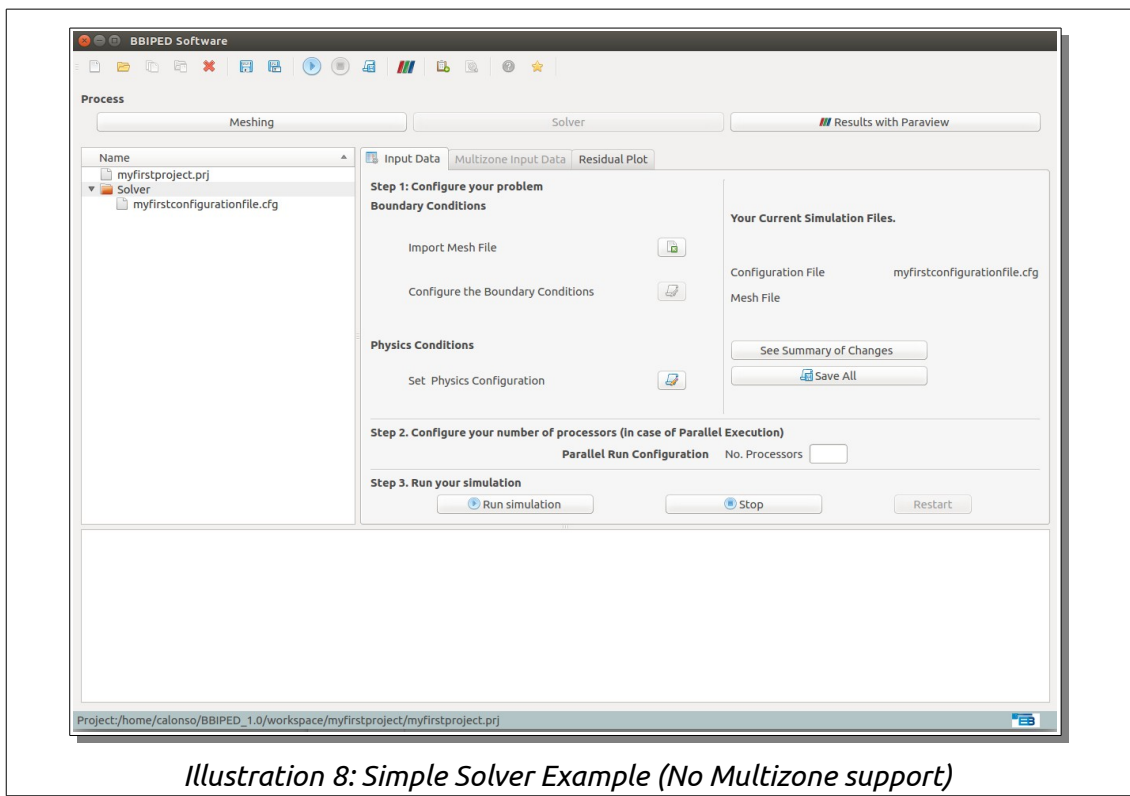 BBIPED Software
Process
Meshing
Solver
Results with Paraview
Name
myfirstproject.prj
Solver
myfirstconfigurationfile.cfg
Input Data
Multizone Input Data
Residual Plot
Step 1: Configure your problem
Boundary Conditions
Import Mesh File
Configure the Boundary Conditions
Physics Conditions
Set Physics Configuration
Your Current Simulation Files.
Configuration File myfirstconfigurationfile.cfg
Mesh File
See Summary of Changes
Save All
Step 2. Configure your number of processors (in case of Parallel Execution)
Parallel Run Configuration No. Processors
Step 3. Run your simulation
Run simulation
Stop
Restart
Project:/home/calonso/BBIPED_1.0/workspace/myfirstproject/myfirstproject.prj
Illustration 8: Simple Solver Example (No Multizone support)